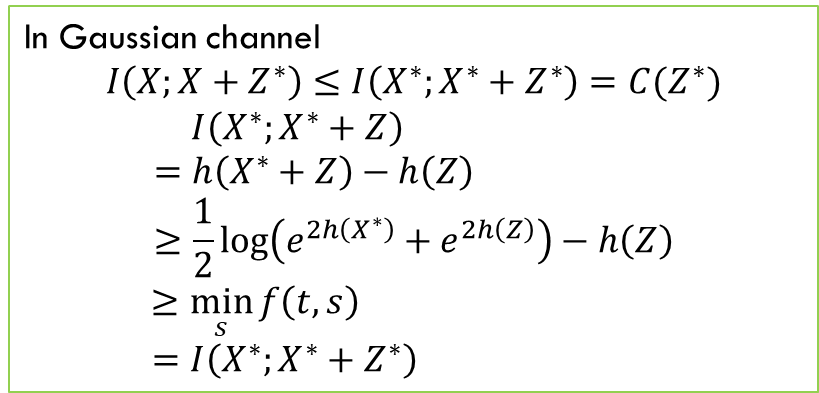 In Gaussian channel
I(X; X + Z*) ≤ I(X*; X* + Z*) = C(Z*)
I(X*; X* + Z)
= h(X* + Z) − h(Z)
≥ 1/2 log(e^{2h(X*)} + e^{2h(Z)}) − h(Z)
≥ min_s f(t, s)
= I(X*; X* + Z*)